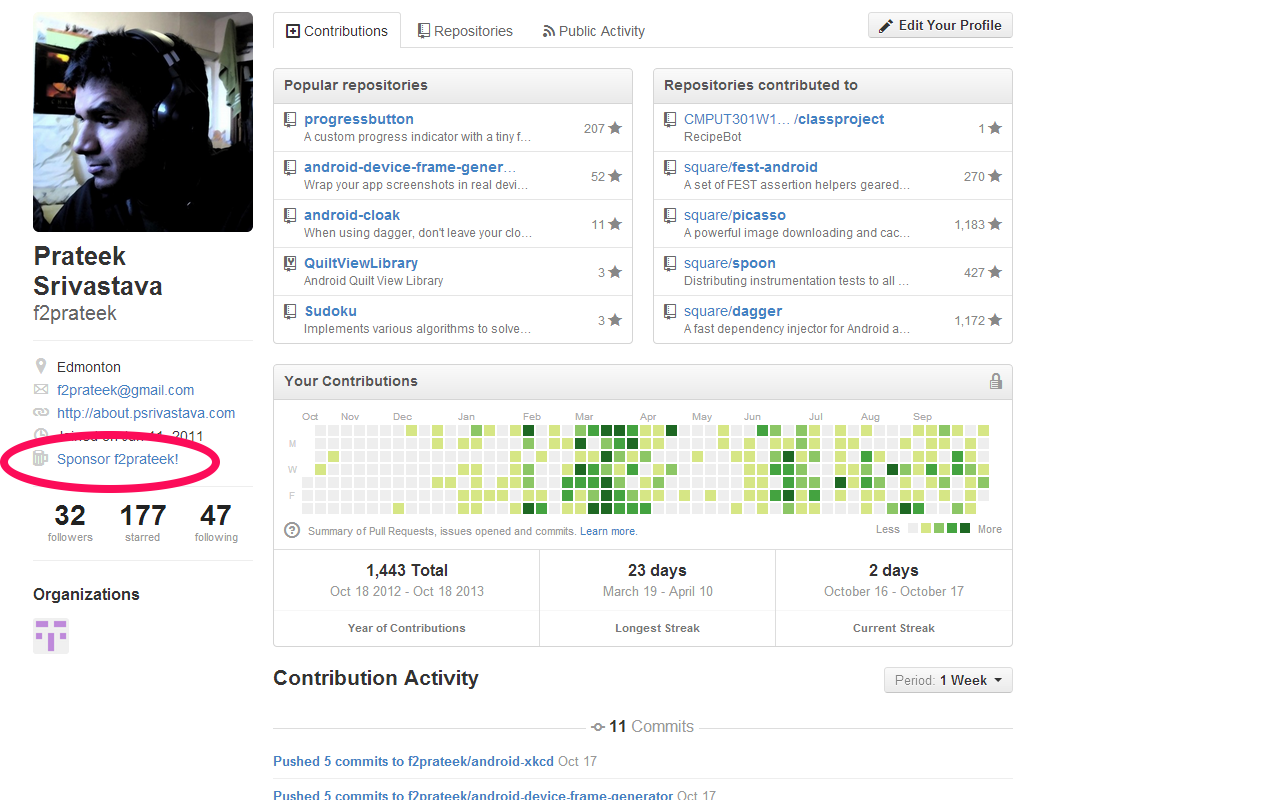 Contributions
Repositories
Public Activity
Edit Your Profile
Prateek
Srivastava
f2prateek
Edmonton
f2prateek@gmail.com
http://about.psrivastava.com
Joined on Jun 11, 2011
Sponsor f2prateek!
32 177 47
followers starred following
Organizations
Popular repositories
progressbutton
A custom progress indicator with a tiny f...
207
android-device-frame-gener...
Wrap your app screenshots in real devi...
52
android-cloak
When using dagger, don't leave your clo...
11
QuiltViewLibrary
Android Quilt View Library
3
Sudoku
Implements various algorithms to solve...
3
Repositories contributed to
CMPUT301W1... /classproject
RecipeBot
1
square/fest-android
A set of FEST assertion helpers geared...
270
square/picasso
A powerful image downloading and cac...
1,183
square/spoon
Distributing instrumentation tests to all ...
427
square/dagger
A fast dependency injector for Android a...
1,172
Your Contributions
Oct Nov Dec Jan Feb Mar Apr May Jun Jul Aug Sep
M
W
F
? Summary of Pull Requests, issues opened and commits. Learn more.
Less More
1,443 Total
Oct 18 2012 - Oct 18 2013
Year of Contributions
23 days
March 19 - April 10
Longest Streak
2 days
October 16 - October 17
Current Streak
Contribution Activity
Period: 1 Week
11 Commits
Pushed 5 commits to f2prateek/android-xkcd Oct 17
Pushed 5 commits to f2prateek/android-device-frame-generator Oct 17